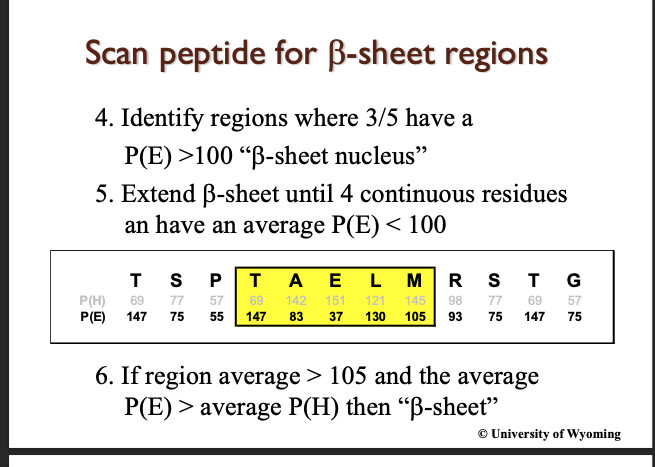 Scan peptide for β-sheet regions
4. Identify regions where 3/5 have a
P(E) >100 “β-sheet nucleus”
5. Extend β-sheet until 4 continuous residues
an have an average P(E) < 100
T S P T A E L M R S T G
P(H) 69 77 57 69 142 151 121 145 98 77 69 57
P(E) 147 75 55 147 83 37 130 105 93 75 147 75
6. If region average > 105 and the average
P(E) > average P(H) then “β-sheet”
© University of Wyoming